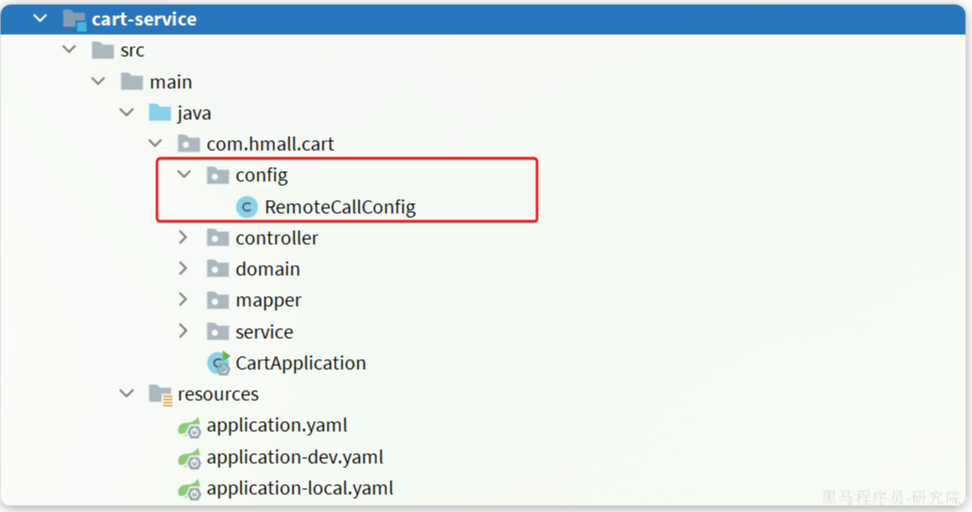 cart-service
src
main
java
com.hmall.cart
config
C RemoteCallConfig
controller
domain
mapper
service
C CartApplication
resources
application.yaml
application-dev.yaml
application-local.yaml
黑马程序员-研究院